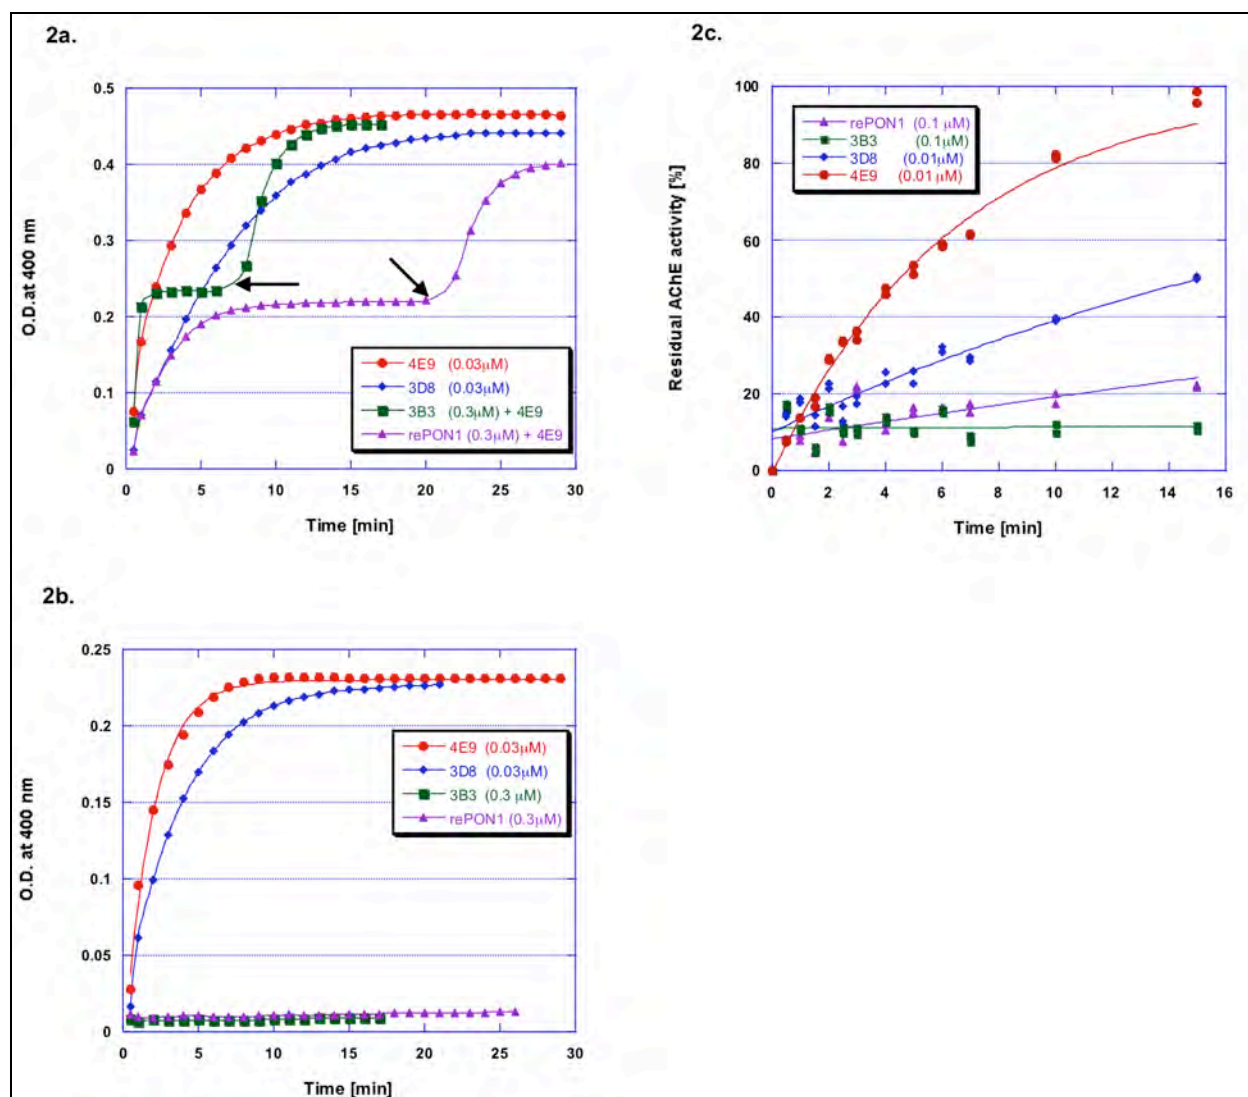 2a.
0.5
0.4
0.3
0.2
0.1
0
O.D.at 400 nm
0 5 10 15 20 25 30
Time [min]
4E9 (0.03μM)
3D8 (0.03μM)
3B3 (0.3μM) + 4E9
rePON1 (0.3μM) + 4E9
2c.
100
80
60
40
20
0
Residual AChE activity [%]
0 2 4 6 8 10 12 14 16
Time [min]
rePON1 (0.1 μM)
3B3 (0.1μM)
3D8 (0.01μM)
4E9 (0.01μM)
2b.
0.25
0.2
0.15
0.1
0.05
0
O.D. at 400 nm
0 5 10 15 20 25 30
Time [min]
4E9 (0.03μM)
3D8 (0.03μM)
3B3 (0.3 μM)
rePON1 (0.3μM)